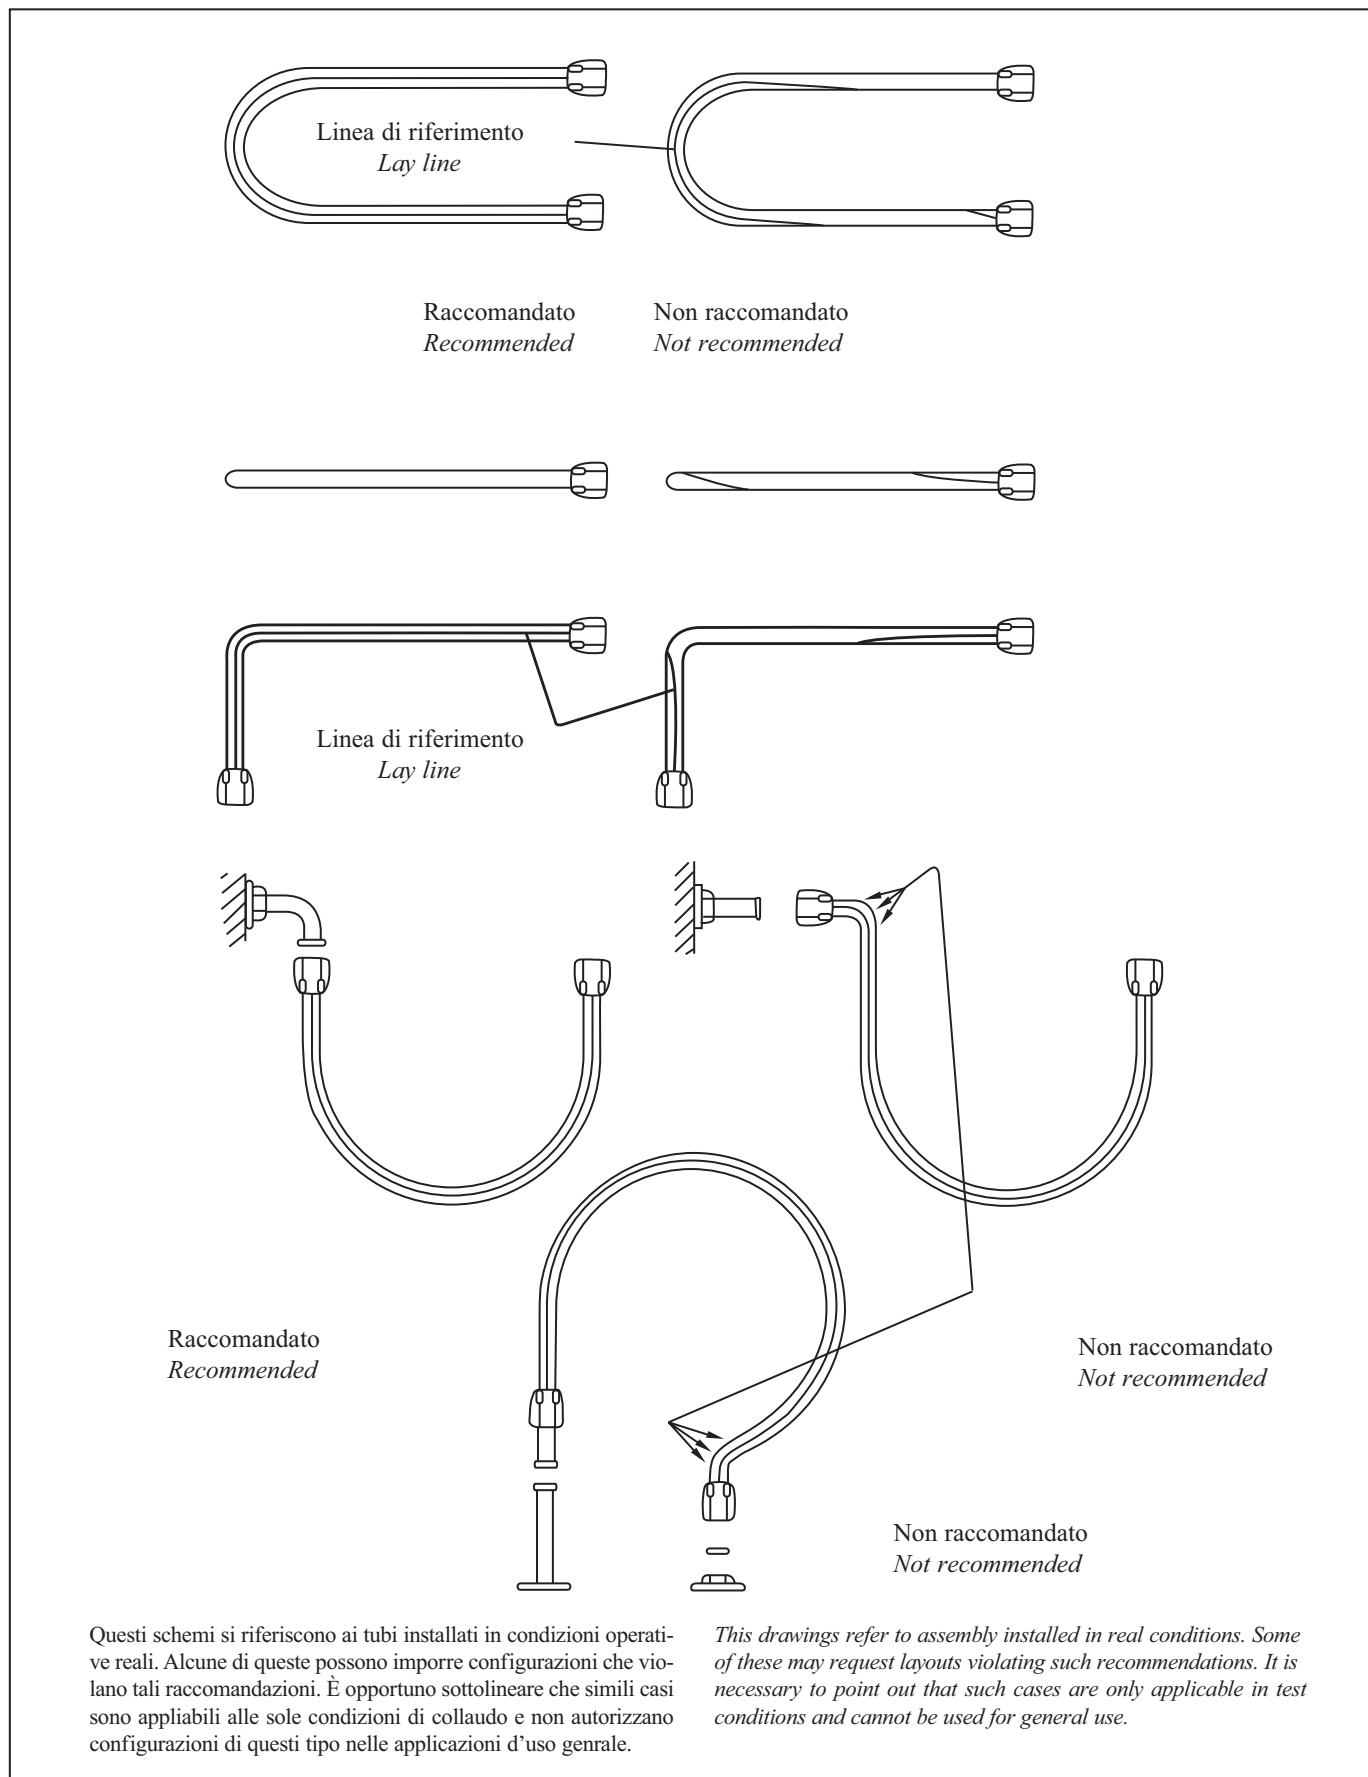 Linea di riferimento
Lay line
Raccomandato
Recommended
Non raccomandato
Not recommended
Linea di riferimento
Lay line
Raccomandato
Recommended
Non raccomandato
Not recommended
Non raccomandato
Not recommended
Questi schemi si riferiscono ai tubi installati in condizioni operati-
ve reali. Alcune di queste possono imporre configurazioni che vio-
lano tali raccomandazioni. È opportuno sottolineare che simili casi
sono appliabili alle sole condizioni di collaudo e non autorizzano
configurazioni di questi tipo nelle applicazioni d’uso genrale.
This drawings refer to assembly installed in real conditions. Some
of these may request layouts violating such recommendations. It is
necessary to point out that such cases are only applicable in test
conditions and cannot be used for general use.